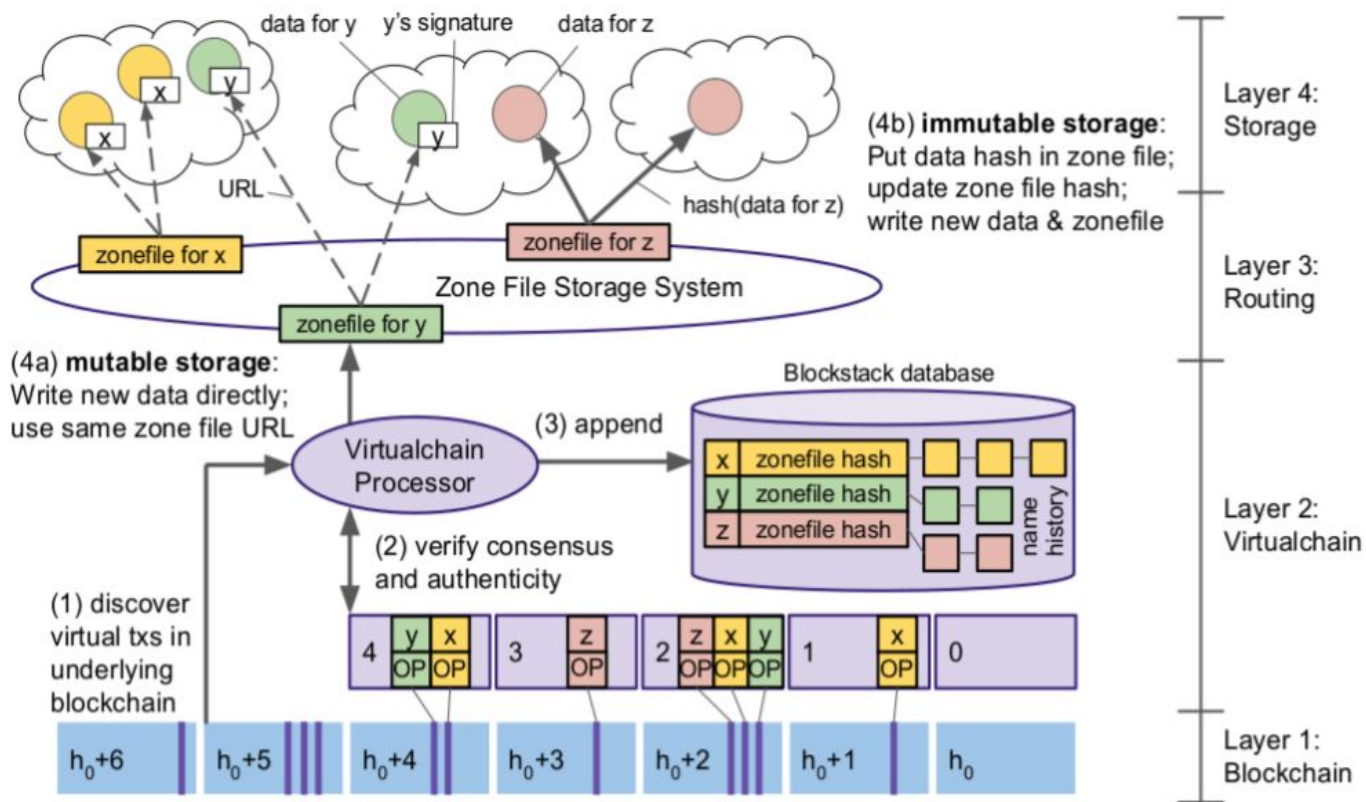 data for y
y's signature
data for z
x
y
x
y
URL
hash(data for z)
(4b) immutable storage:
Put data hash in zone file;
update zone file hash;
write new data & zonefile
Layer 4:
Storage
zonefile for x
zonefile for z
Zone File Storage System
zonefile for y
Layer 3:
Routing
(4a) mutable storage:
Write new data directly;
use same zone file URL
Virtualchain
Processor
(3) append
Blockstack database
x zonefile hash
y zonefile hash
z zonefile hash
name
history
Layer 2:
Virtualchain
(2) verify consensus
and authenticity
(1) discover
virtual txs in
underlying
blockchain
4 y x
OP OP
3 z
OP
2 z x y
OP OP OP
1 x
OP
0
h0+6
h0+5
h0+4
h0+3
h0+2
h0+1
h0
Layer 1:
Blockchain